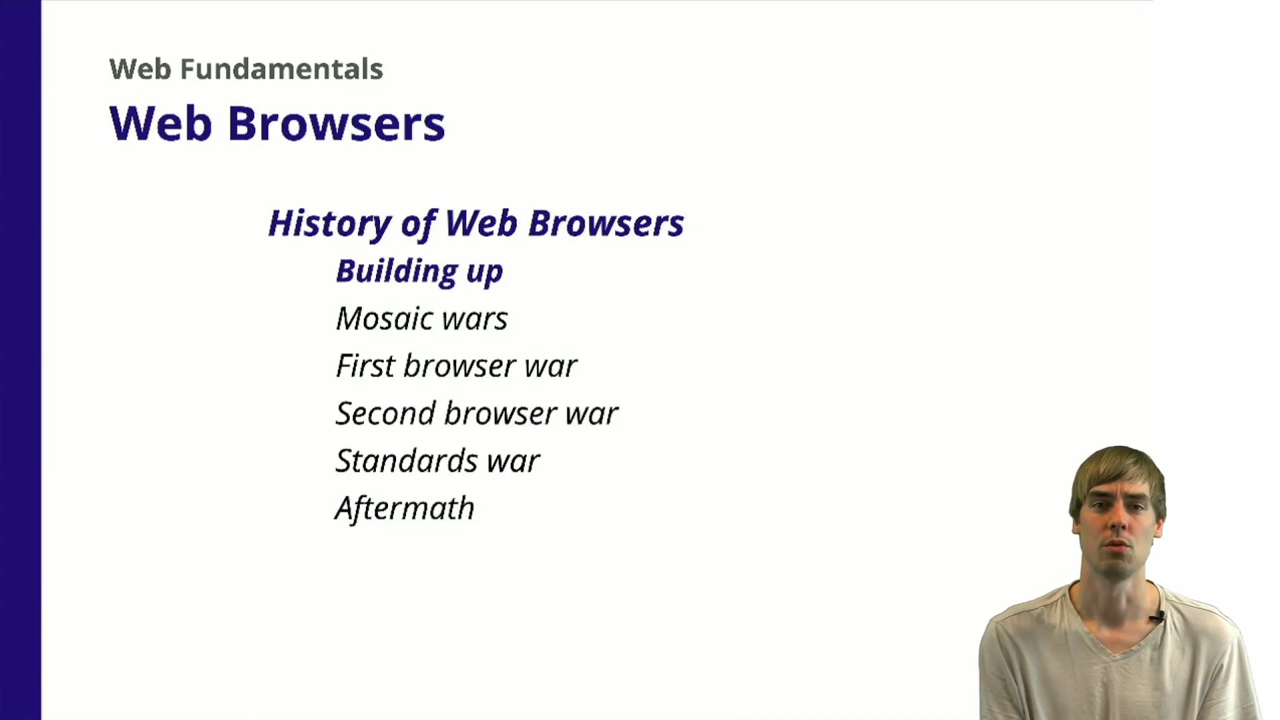 Web Fundamentals
Web Browsers
History of Web Browsers
Building up
Mosaic wars
First browser war
Second browser war
Standards war
Aftermath